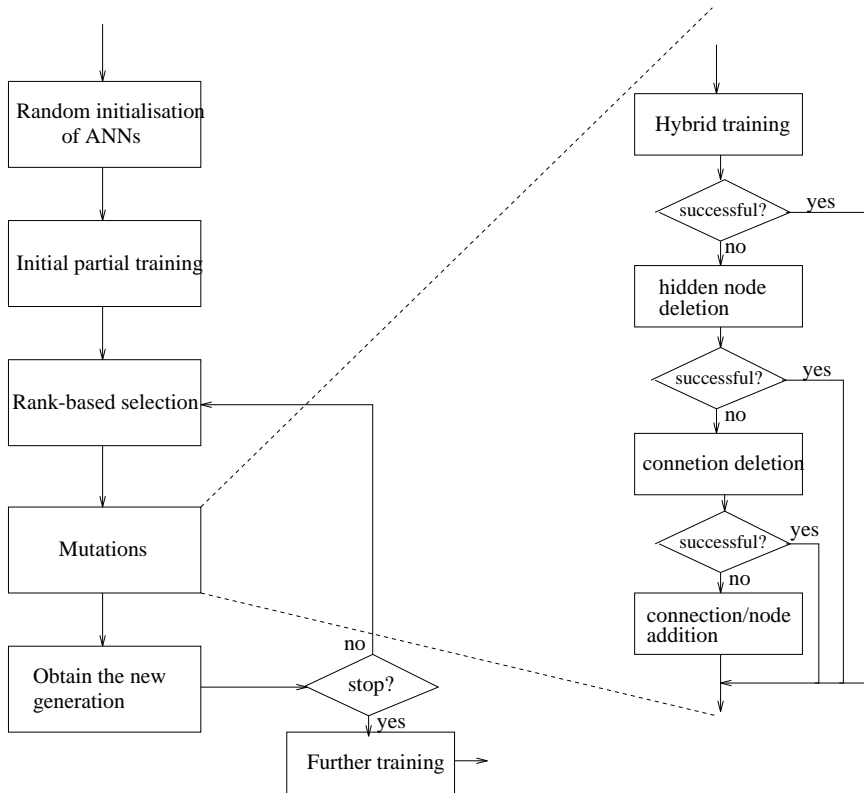 Random initialisation
of ANNs
Initial partial training
Rank-based selection
Mutations
Obtain the new
generation
no
stop?
yes
Further training
Hybrid training
successful?
yes
no
hidden node
deletion
successful?
yes
no
connetion deletion
successful?
yes
no
connection/node
addition